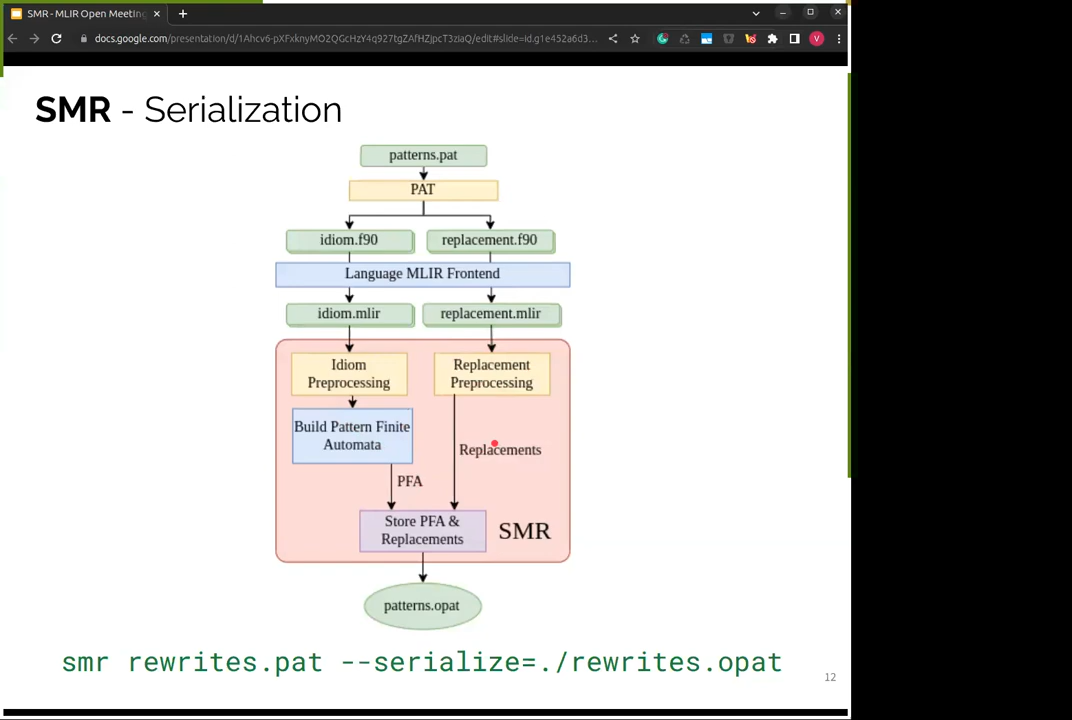 SMR - MLIR Open Meetin
docs.google.com/presentation/d/1Ahcv6-pXFxknyMO2QGcHzY4q927tgZAfHZjpcT3ziaQ/edit#slide=id.g1e452a6d3...
V
SMR - Serialization
patterns.pat
PAT
idiom.f90
replacement.f90
Language MLIR Frontend
idiom.mlir
replacement.mlir
Idiom
Preprocessing
Replacement
Preprocessing
Build Pattern Finite
Automata
Replacements
PFA
Store PFA &
Replacements
SMR
patterns.opat
smr rewrites.pat --serialize=./rewrites.opat
12